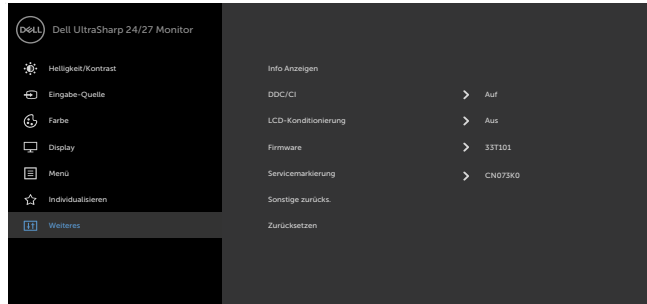 DELL Dell UltraSharp 24/27 Monitor
Helligkeit/Kontrast Info Anzeigen
Eingabe-Quelle DDC/CI Auf
Farbe LCD-Konditionierung Aus
Display Firmware 33T101
Menü Servicemarkierung CN073K0
Individualisieren Sonstige zurücks.
Weiteres Zurücksetzen